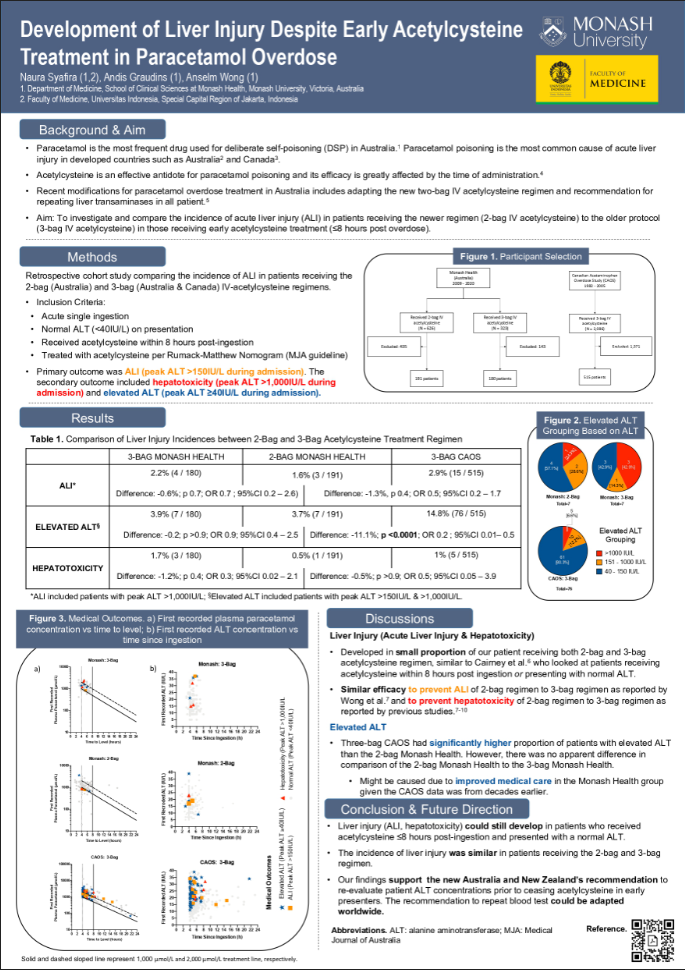 Development of Liver Injury Despite Early Acetylcysteine
Treatment in Paracetamol Overdose
Naura Syafira (1,2), Andis Graudins (1), Anselm Wong (1)
1. Department of Medicine, School of Clinical Sciences at Monash Health, Monash University, Victoria, Australia
2. Faculty of Medicine, Universitas Indonesia, Special Capital Region of Jakarta, Indonesia
MONASH
University
FACULTY OF
MEDICINE
Background & Aim
• Paracetamol is the most frequent drug used for deliberate self-poisoning (DSP) in Australia.¹ Paracetamol poisoning is the most common cause of acute liver
injury in developed countries such as Australia² and Canada³.
• Acetylcysteine is an effective antidote for paracetamol poisoning and its efficacy is greatly affected by the time of administration.⁴
• Recent modifications for paracetamol overdose treatment in Australia includes adapting the new two-bag IV acetylcysteine regimen and recommendation for
repeating liver transaminases in all patient.⁵
• Aim: To investigate and compare the incidence of acute liver injury (ALI) in patients receiving the newer regimen (2-bag IV acetylcysteine) to the older protocol
(3-bag IV acetylcysteine) in those receiving early acetylcysteine treatment (≤8 hours post overdose).
Methods
Retrospective cohort study comparing the incidence of ALI in patients receiving the
2-bag (Australia) and 3-bag (Australia & Canada) IV-acetylcysteine regimens.
• Inclusion Criteria:
• Acute single ingestion
• Normal ALT (<40IU/L) on presentation
• Received acetylcysteine within 8 hours post-ingestion
• Treated with acetylcysteine per Rumack-Matthew Nomogram (MJA guideline)
• Primary outcome was ALI (peak ALT >150IU/L during admission). The
secondary outcome included hepatotoxicity (peak ALT >1,000IU/L during
admission) and elevated ALT (peak ALT ≥40IU/L during admission).
Figure 1. Participant Selection
Monash Health
(Australia)
2009 - 2020
Canadian Acetaminophen
Overdose Study (CAOS)
Received 2-bag IV
acetylcysteine
Received 3-bag IV
acetylcysteine
Received 3-bag IV
acetylcysteine
191 patients
180 patients
515 patients
Results
Table 1. Comparison of Liver Injury Incidences between 2-Bag and 3-Bag Acetylcysteine Treatment Regimen
3-BAG MONASH HEALTH 2-BAG MONASH HEALTH 3-BAG CAOS
ALI* 2.2% (4 / 180) 1.6% (3 / 191) 2.9% (15 / 515)
Difference: -0.6%; p 0.7; OR 0.7 ; 95%CI 0.2 – 2.6) Difference: -1.3%, p 0.4; OR 0.5; 95%CI 0.2 – 1.7
ELEVATED ALT§ 3.9% (7 / 180) 3.7% (7 / 191) 14.8% (76 / 515)
Difference: -0.2; p >0.9; OR 0.9; 95%CI 0.4 – 2.5 Difference: -11.1%; p <0.0001; OR 0.2 ; 95%CI 0.01– 0.5
HEPATOTOXICITY 1.7% (3 / 180) 0.5% (1 / 191) 1% (5 / 515)
Difference: -1.2%; p 0.4; OR 0.3; 95%CI 0.02 – 2.1 Difference: -0.5%; p >0.9; OR 0.5; 95%CI 0.05 – 3.9
*ALI included patients with peak ALT >1,000IU/L; §Elevated ALT included patients with peak ALT >150IU/L & >1,000IU/L.
Figure 2. Elevated ALT
Grouping Based on ALT
Monash: 2-Bag
Total=7
Monash: 3-Bag
Total=7
CAOS: 3-Bag
Total=76
Elevated ALT
Grouping
>1000 IU/L
151 - 1000 IU/L
40 - 150 IU/L
Figure 3. Medical Outcomes. a) First recorded plasma paracetamol
concentration vs time to level; b) First recorded ALT concentration vs
time since ingestion
a)
Monash: 3-Bag
Time to Level (hours)
Monash: 2-Bag
Time to Level (hours)
CAOS: 3-Bag
Time to Level (hours)
b)
Monash: 3-Bag
First Recorded ALT (IU/L)
Time Since Ingestion (h)
Monash: 2-Bag
First Recorded ALT (IU/L)
Time Since Ingestion (h)
CAOS: 3-Bag
First Recorded ALT (IU/L)
Time Since Ingestion (h)
Medical Outcomes
Elevated ALT (Peak ALT ≥40IU/L)
Hepatotoxicity (Peak ALT >1,000IU/L
ALI (Peak ALT >150IU/L)
Normal ALT (Peak ALT <40IU/L)
Solid and dashed sloped line represent 1,000 µmol/L and 2,000 µmol/L treatment line, respectively.
Discussions
Liver Injury (Acute Liver Injury & Hepatotoxicity)
• Developed in small proportion of our patient receiving both 2-bag and 3-bag
acetylcysteine regimen, similar to Cairney et al.⁶ who looked at patients receiving
acetylcysteine within 8 hours post ingestion or presenting with normal ALT.
• Similar efficacy to prevent ALI of 2-bag regimen to 3-bag regimen as reported by
Wong et al.⁷ and to prevent hepatotoxicity of 2-bag regimen to 3-bag regimen as
reported by previous studies.⁷⁻¹⁰
Elevated ALT
• Three-bag CAOS had significantly higher proportion of patients with elevated ALT
than the 2-bag Monash Health. However, there was no apparent difference in
comparison of the 2-bag Monash Health to the 3-bag Monash Health.
• Might be caused due to improved medical care in the Monash Health group
given the CAOS data was from decades earlier.
Conclusion & Future Direction
• Liver injury (ALI, hepatotoxicity) could still develop in patients who received
acetylcysteine ≤8 hours post-ingestion and presented with a normal ALT.
• The incidence of liver injury was similar in patients receiving the 2-bag and 3-bag
regimen.
• Our findings support the new Australia and New Zealand's recommendation to
re-evaluate patient ALT concentrations prior to ceasing acetylcysteine in early
presenters. The recommendation to repeat blood test could be adapted
worldwide.
Abbreviations. ALT: alanine aminotransferase; MJA: Medical
Journal of Australia
Reference.